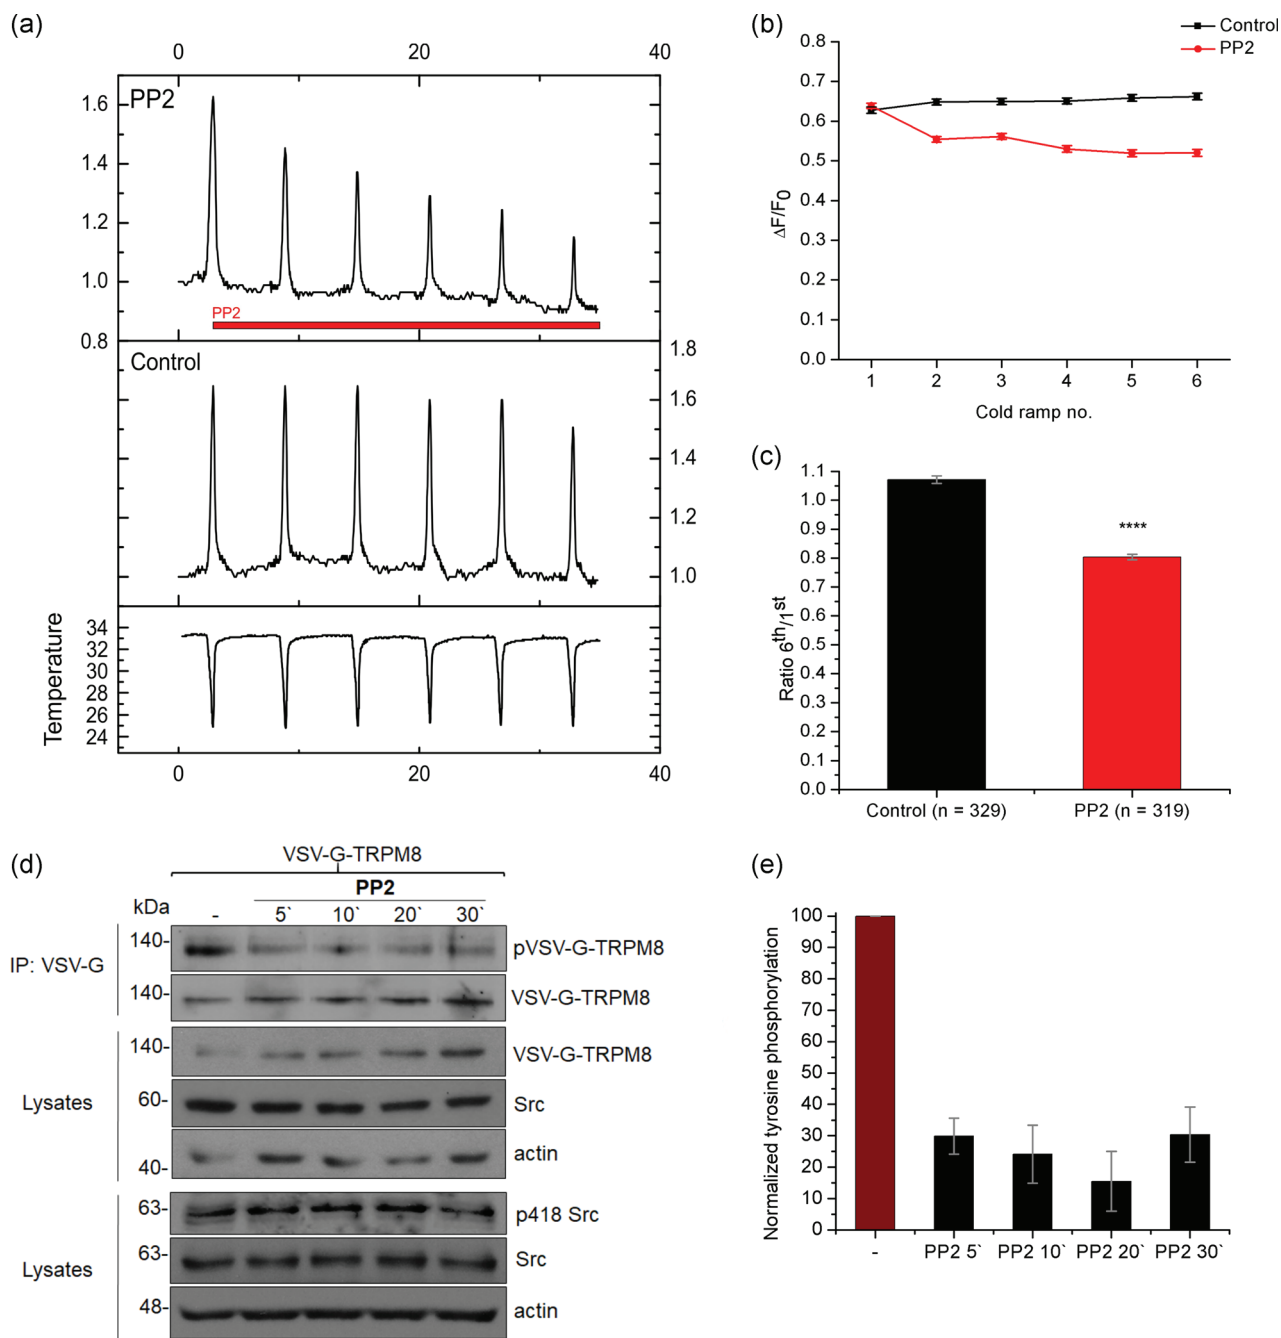 (a)
0 20 40
PP2
1.6
1.4
1.2
1.0
0.8
PP2
Control
1.8
1.6
1.4
1.2
1.0
Temperature
34
33
31
28
26
24
0 20 40
(b)
Control
PP2
ΔF/F0
0.8
0.7
0.6
0.5
0.4
0.3
0.2
0.1
0.0
1 2 3 4 5 6
Cold ramp no.
(c)
Ratio 6th/1st
1.1
1.0
0.9
0.8
0.7
0.6
0.5
0.4
0.3
0.2
0.1
0.0
****
Control (n = 329) PP2 (n = 319)
(d)
VSV-G-TRPM8
PP2
kDa - 5` 10` 20` 30`
IP: VSV-G
140- pVSV-G-TRPM8
140- VSV-G-TRPM8
Lysates
140- VSV-G-TRPM8
60- Src
40- actin
Lysates
63- p418 Src
63- Src
48- actin
(e)
Normalized tyrosine phosphorylation
100
90
80
70
60
50
40
30
20
10
0
- PP2 5` PP2 10` PP2 20` PP2 30`